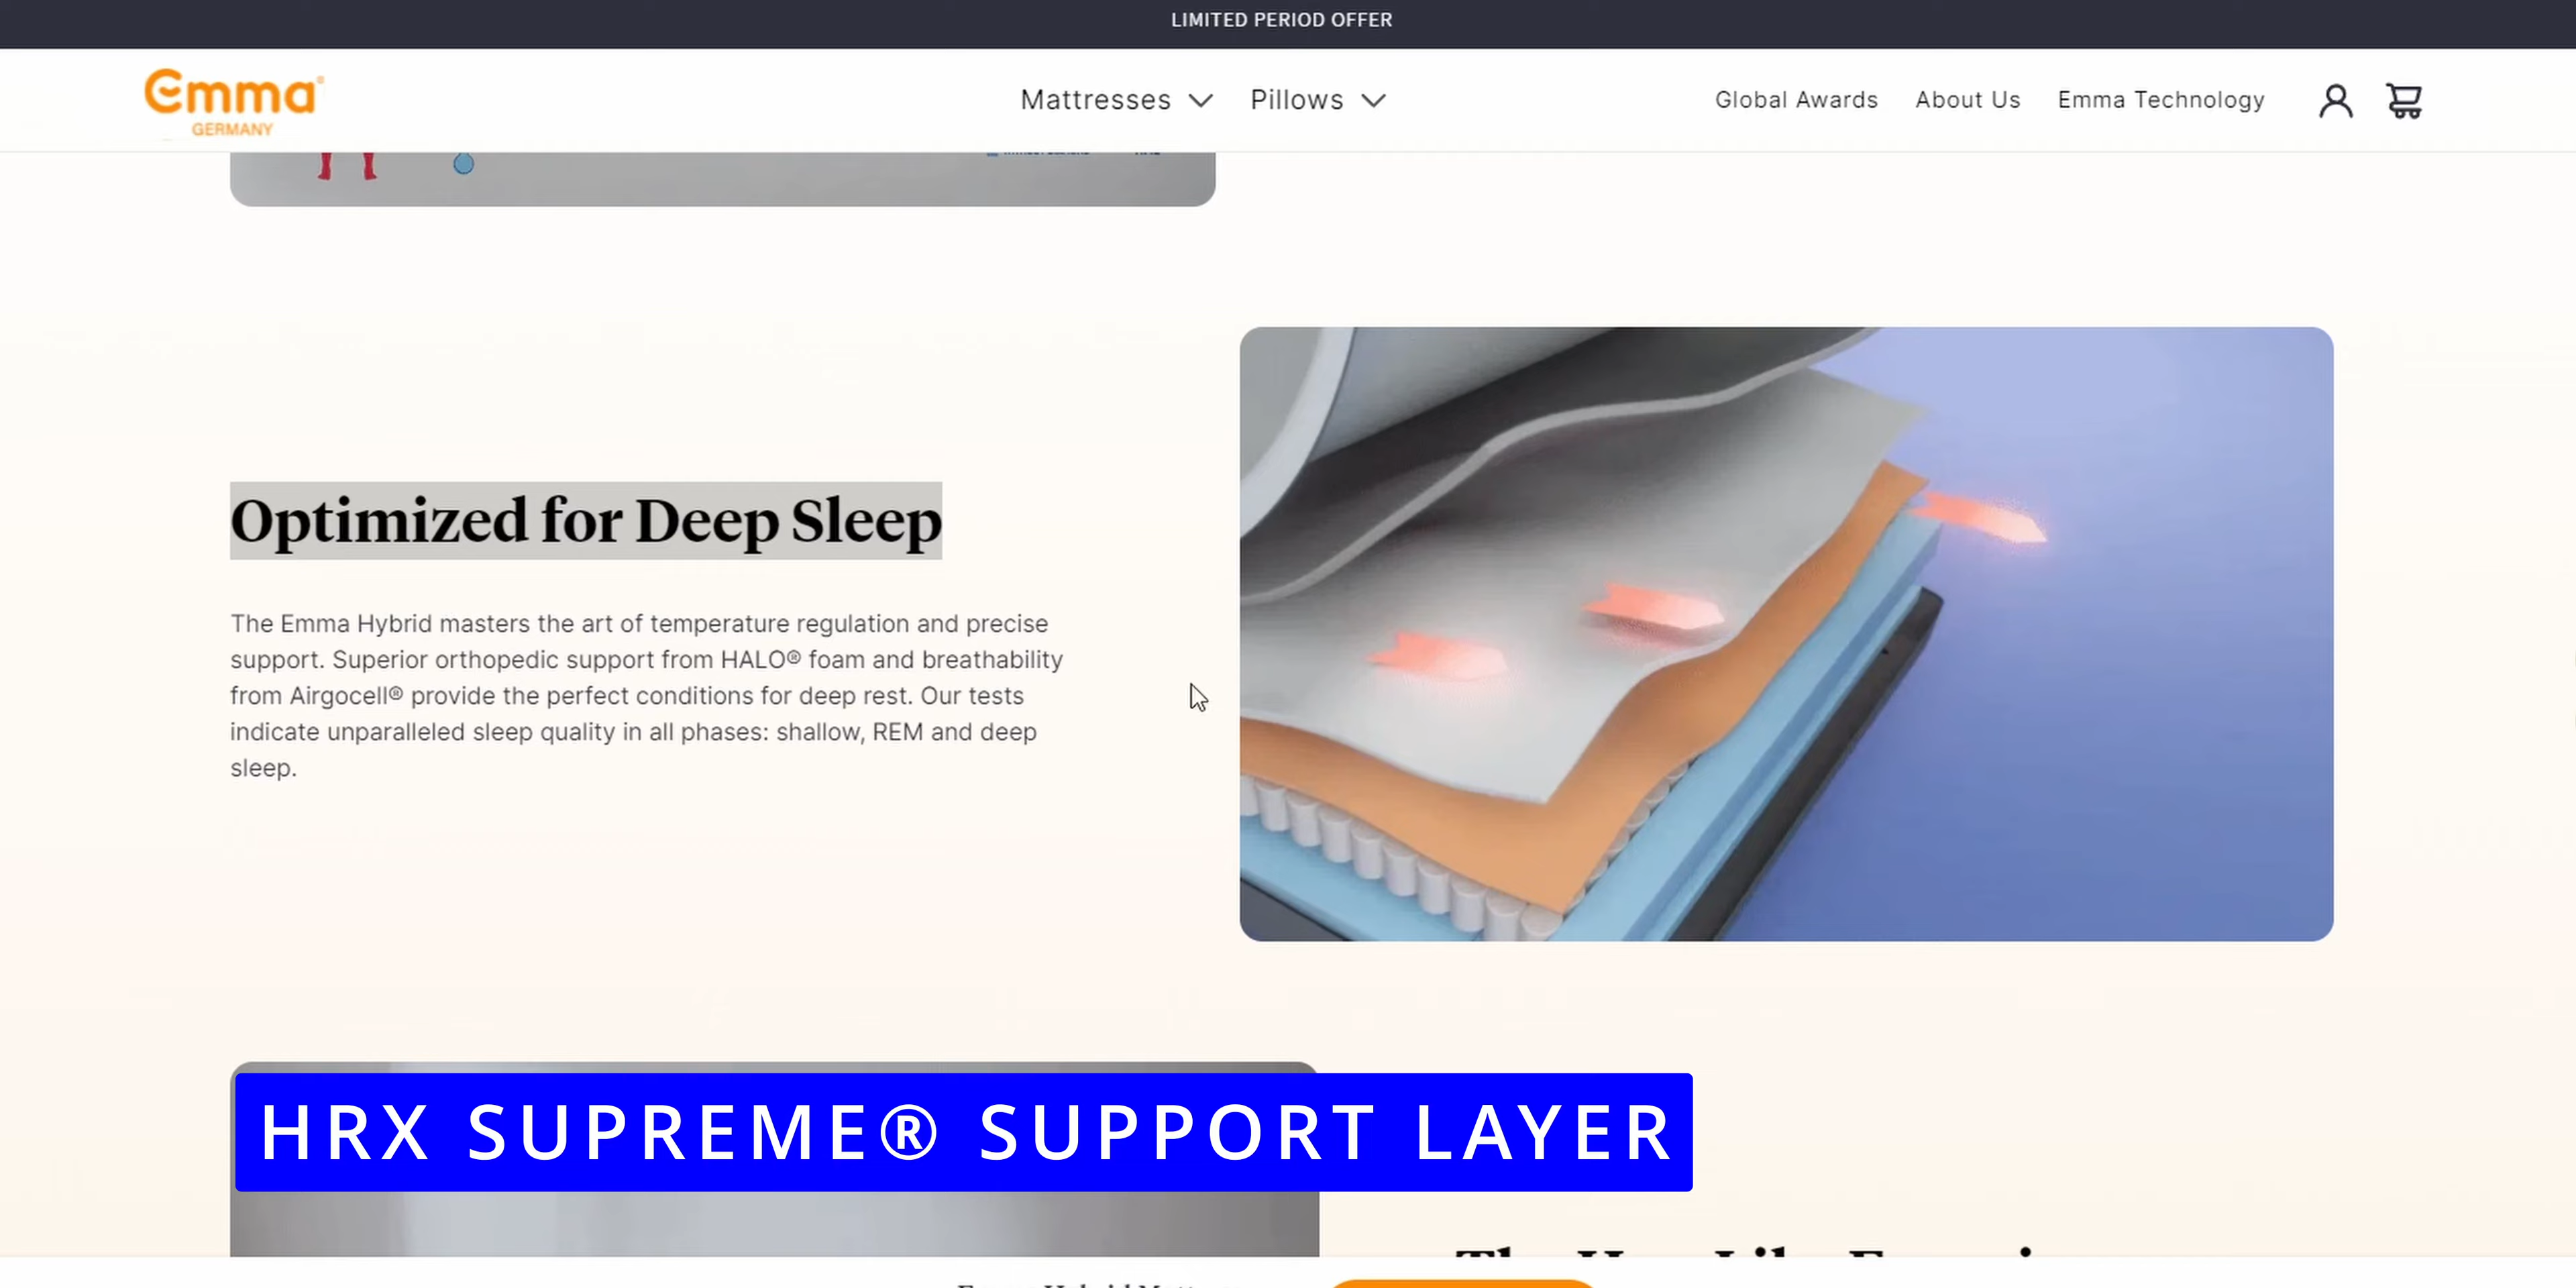 LIMITED PERIOD OFFER
Emma
GERMANY
Mattresses
Pillows
Global Awards
About Us
Emma Technology
Optimized for Deep Sleep
The Emma Hybrid masters the art of temperature regulation and precise
support. Superior orthopedic support from HALO® foam and breathability
from Airgocell® provide the perfect conditions for deep rest. Our tests
indicate unparalleled sleep quality in all phases: shallow, REM and deep
sleep.
HRX SUPREME® SUPPORT LAYER